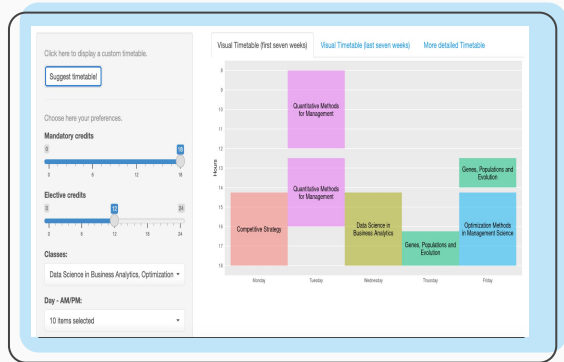 Click here to display a custom timetable.
Suggest timetable!
Choose here your preferences.
Mandatory credits
0 18
0 6 12 18
Elective credits
0 12 24
0 6 12 18 24
Classes:
Data Science in Business Analytics, Optimization
Day - AM/PM:
10 items selected
Visual Timetable (first seven weeks) Visual Timetable (last seven weeks) More detailed Timetable
Hours
8
9
10
11
12
13
14
15
16
17
18
Quantitative Methods
for Management
Genes, Populations and
Evolution
Quantitative Methods
for Management
Competitive Strategy
Data Science in
Business Analytics
Optimization Methods
in Management Science
Genes, Populations and
Evolution
Monday Tuesday Wednesday Thursday Friday